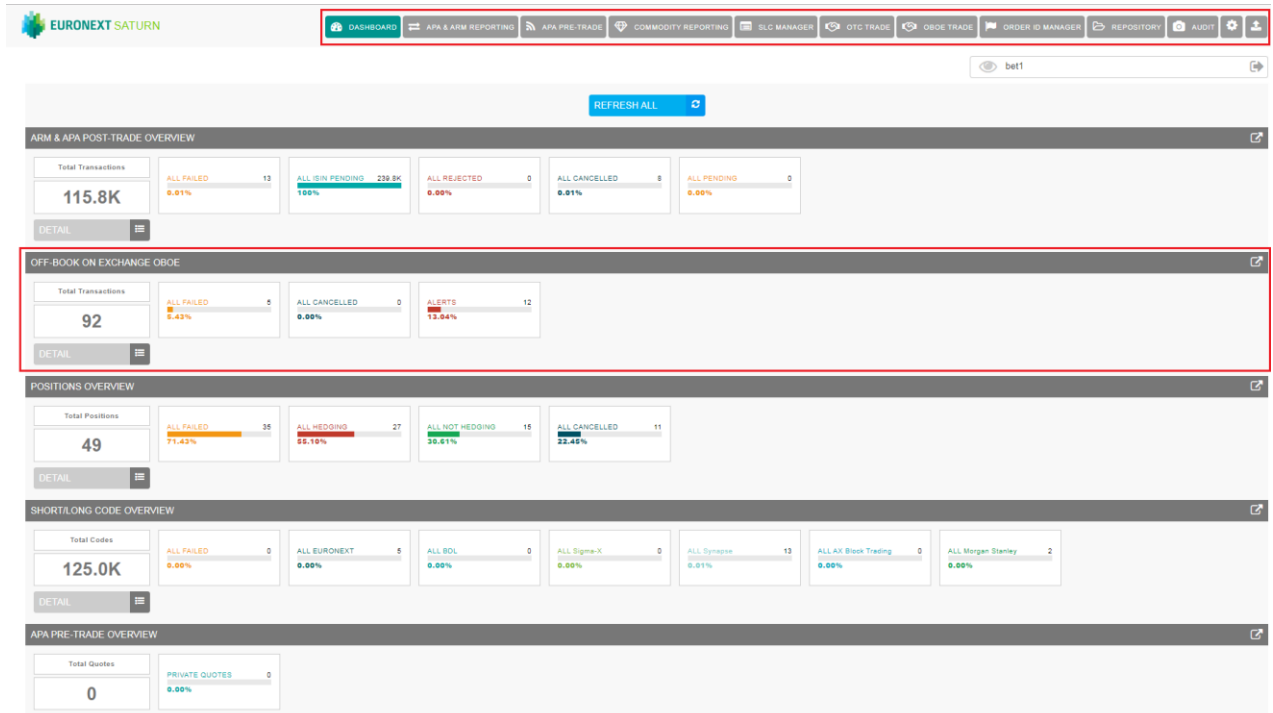 EURONEXT SATURN
DASHBOARD APA & ARM REPORTING APA PRE-TRADE COMMODITY REPORTING SLC MANAGER OTC TRADE OBOE TRADE ORDER ID MANAGER REPOSITORY AUDIT
bet1
REFRESH ALL
ARM & APA POST-TRADE OVERVIEW
Total Transactions
115.8K
ALL FAILED 13
0.01%
ALL ISIN PENDING 239.8K
100%
ALL REJECTED 0
0.00%
ALL CANCELLED 8
0.01%
ALL PENDING 0
0.00%
DETAIL
OFF-BOOK ON EXCHANGE OBOE
Total Transactions
92
ALL FAILED 5
5.43%
ALL CANCELLED 0
0.00%
ALERTS 12
13.04%
DETAIL
POSITIONS OVERVIEW
Total Positions
49
ALL FAILED 35
71.43%
ALL HEDGING 27
55.10%
ALL NOT HEDGING 15
30.61%
ALL CANCELLED 11
22.45%
DETAIL
SHORT/LONG CODE OVERVIEW
Total Codes
125.0K
ALL FAILED 0
0.00%
ALL EURONEXT 5
0.00%
ALL BDL 0
0.00%
ALL Sigma-X 0
0.00%
ALL Synapse 13
0.01%
ALL AX Block Trading 0
0.00%
ALL Morgan Stanley 2
0.00%
DETAIL
APA PRE-TRADE OVERVIEW
Total Quotes
0
PRIVATE QUOTES 0
0.00%